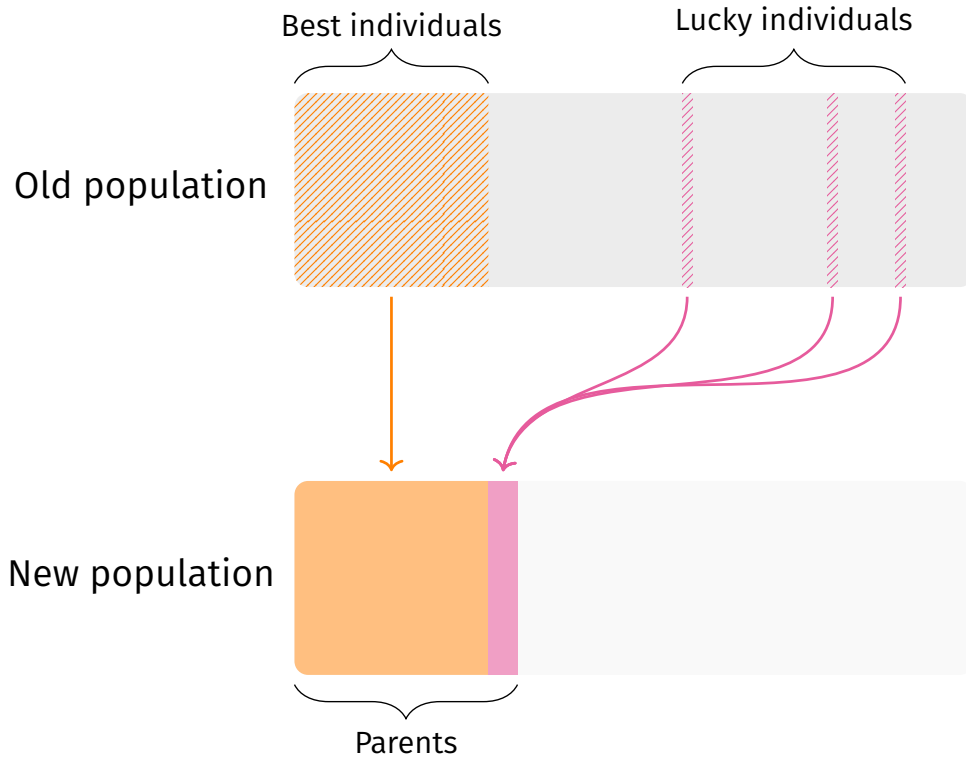 Best individuals
Lucky individuals
Old population
New population
Parents